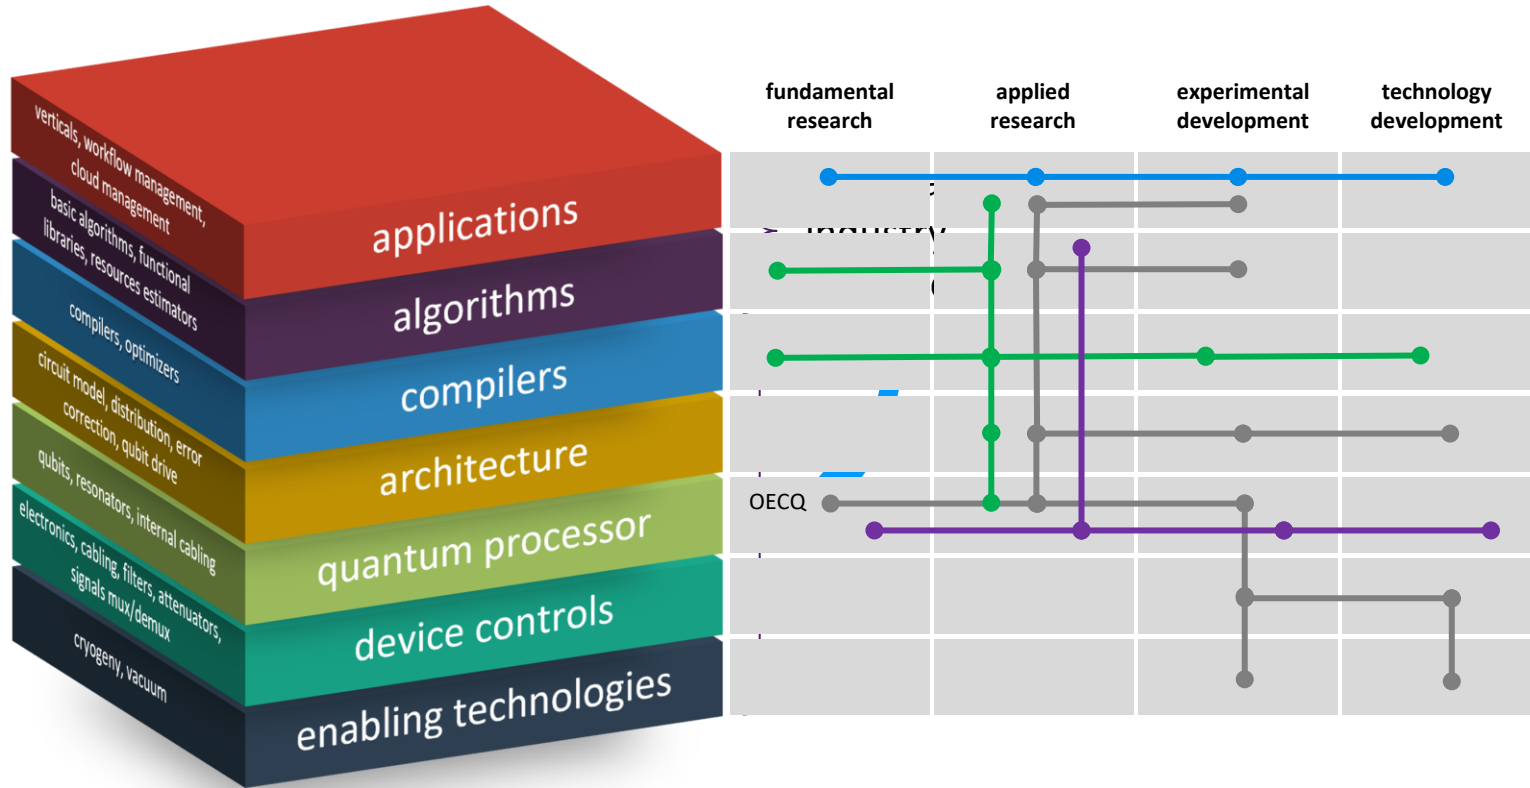 fundamental
research
applied
research
experimental
development
technology
development
verticals, workflow management,
cloud management
applications
basic algorithms, functional
libraries, resources estimators
algorithms
compilers, optimizers
compilers
circuit model, distribution, error
correction, qubit drive
architecture
qubits, resonators, internal cabling
quantum processor
electronics, cabling, filters, attenuators,
signals mux/demux
device controls
cryogeny, vacuum
enabling technologies
industry
OECQ